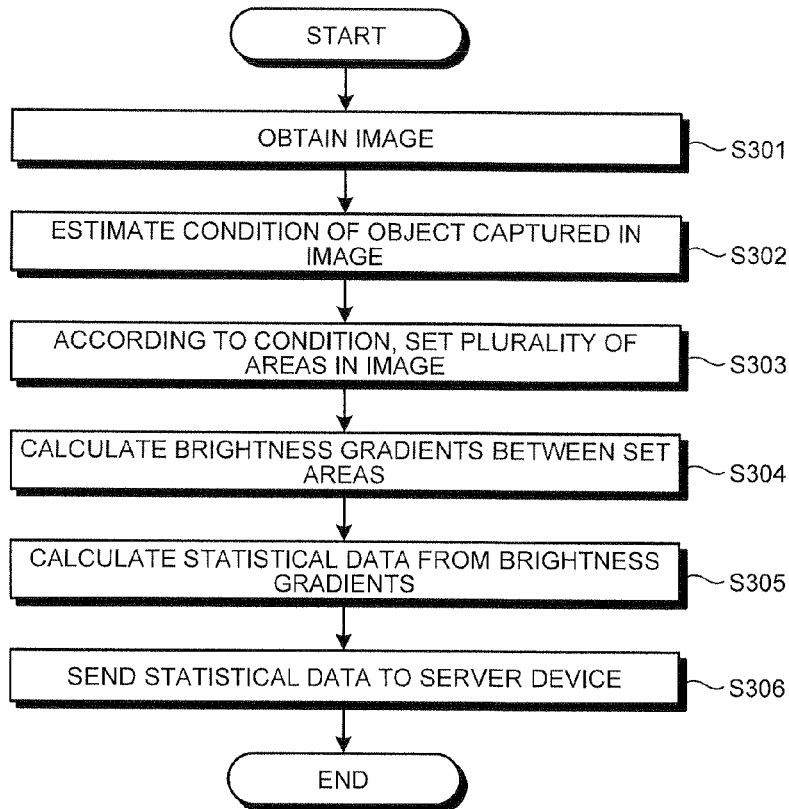 START
OBTAIN IMAGE
S301
ESTIMATE CONDITION OF OBJECT CAPTURED IN
IMAGE
S302
ACCORDING TO CONDITION, SET PLURALITY OF
AREAS IN IMAGE
S303
CALCULATE BRIGHTNESS GRADIENTS BETWEEN SET
AREAS
S304
CALCULATE STATISTICAL DATA FROM BRIGHTNESS
GRADIENTS
S305
SEND STATISTICAL DATA TO SERVER DEVICE
S306
END